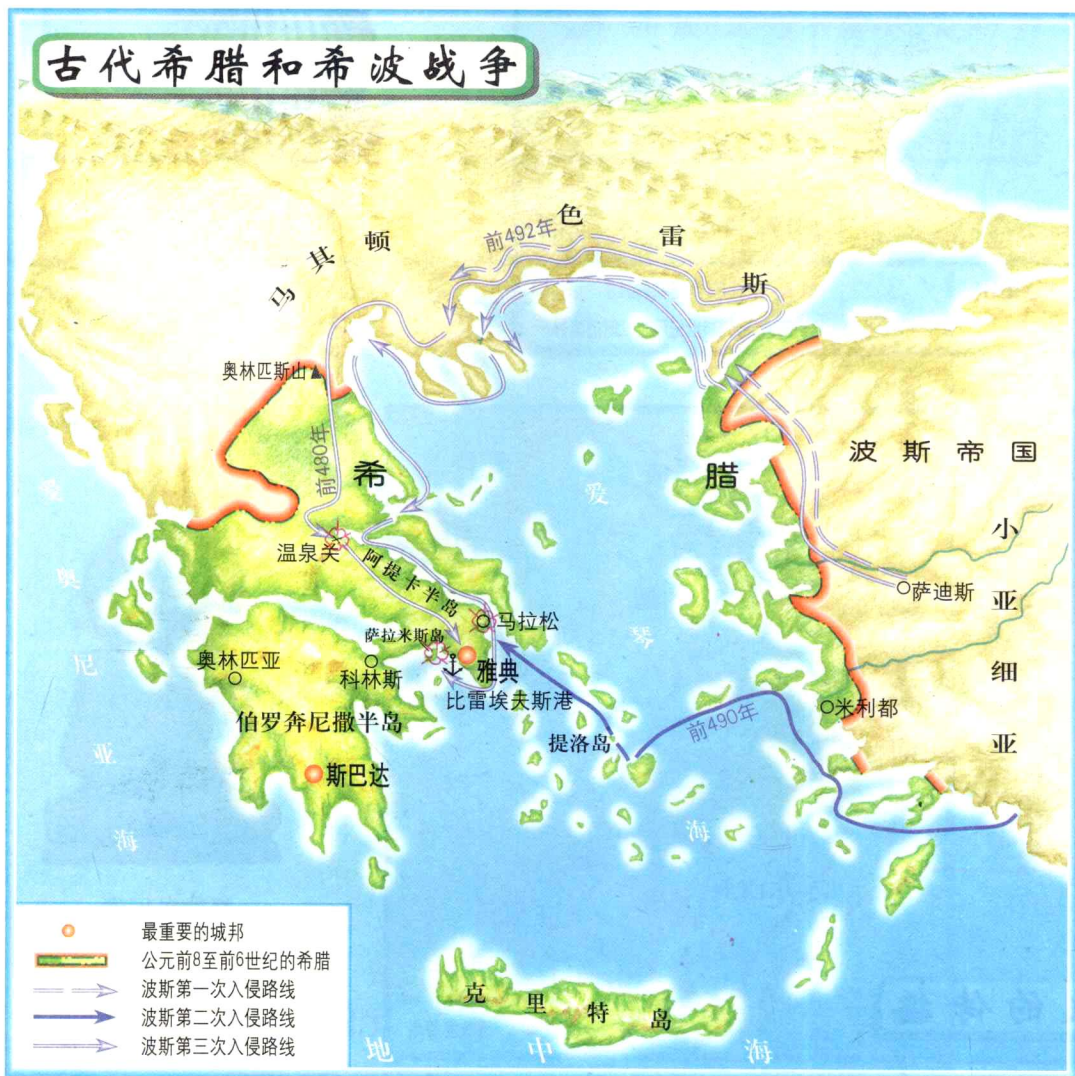 古代希腊和希波战争
色雷斯
前492年
马其顿
奥林匹斯山
前480年
希腊
波斯帝国
爱琴海
小亚细亚
温泉关
阿提卡半岛
萨迪斯
马拉松
萨拉米斯岛
雅典
奥林匹亚
科林斯
比雷埃夫斯港
米利都
前490年
伯罗奔尼撒半岛
提洛岛
斯巴达
爱奥尼亚海
克里特岛
地中海
最重要的城邦
公元前8至前6世纪的希腊
波斯第一次入侵路线
波斯第二次入侵路线
波斯第三次入侵路线